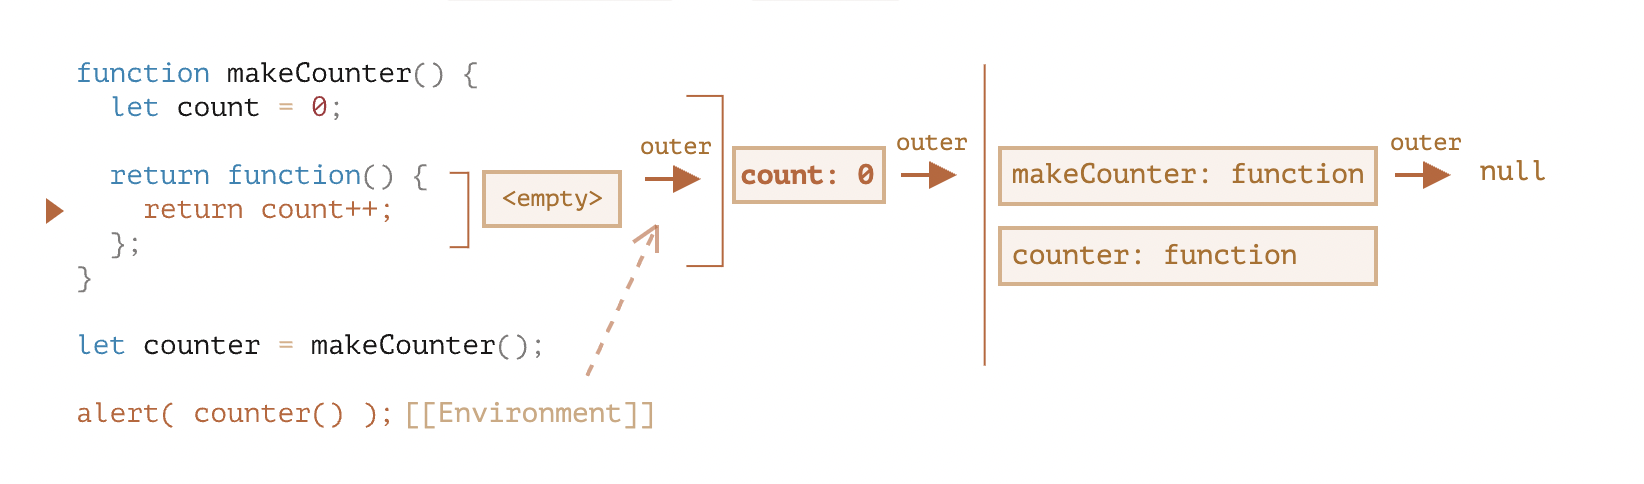 function makeCounter() {
let count = 0;
return function() {
return count++;
};
}
let counter = makeCounter();
alert( counter() ); [[Environment]]
<empty>
outer
count: 0
outer
makeCounter: function
counter: function
outer
null